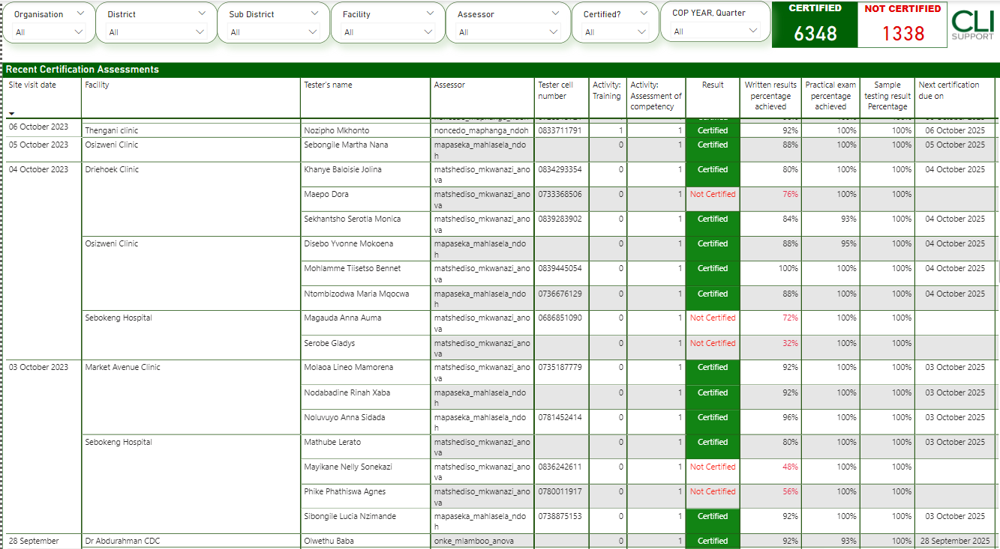 Organisation District Sub District Facility Assessor Certified? COP YEAR, Quarter CERTIFIED NOT CERTIFIED CLI
All All All All All All All 6348 1338 SUPPORT
Recent Certification Assessments
Site visit date Facility Tester's name Assessor Tester cell number Activity: Training Activity: Assessment of competency Result Written results percentage achieved Practical exam percentage achieved Sample testing result Percentage Next certification due on
06 October 2023 Thengani clinic Nozipho Mkhonto noncedo_maphanga_ndoh 0833711791 1 1 Certified 92% 100% 100% 06 October 2025
05 October 2023 Osizweni Clinic Sebongile Martha Nana mapaseka_mahlasela_ndoh 1 Certified 88% 100% 100% 05 October 2025
04 October 2023 Driehoek Clinic Khanye Baloisie Jolina matshediso_mkwanazi_anova 0834293354 0 1 Certified 80% 100% 100% 04 October 2025
Maepo Dora matshediso_mkwanazi_anova 0733368506 0 1 Not Certified 76% 100% 100%
Sekhantsho Serotla Monica matshediso_mkwanazi_anova 0839283902 0 1 Certified 84% 93% 100% 04 October 2025
Osizweni Clinic Disebo Yvonne Mokoena mapaseka_mahlasela_ndoh 0 1 Certified 88% 95% 100% 04 October 2025
Mohlamme Tiisetso Bennet matshediso_mkwanazi_anova 0839445054 0 1 Certified 100% 100% 100% 04 October 2025
Ntombizodwa Maria Mqocwa mapaseka_mahlasela_ndoh 0736676129 0 1 Certified 88% 100% 100% 04 October 2025
Sebokeng Hospital Magauda Anna Auma matshediso_mkwanazi_anova 0686851090 0 1 Not Certified 72% 100% 100%
Serobe Gladys matshediso_mkwanazi_anova 0 1 Not Certified 32% 100% 100%
03 October 2023 Market Avenue Clinic Molaoa Lineo Mamorena matshediso_mkwanazi_anova 0735187779 0 1 Certified 92% 100% 100% 03 October 2025
Nodabadine Rinah Xaba mapaseka_mahlasela_ndoh 0 1 Certified 92% 100% 100% 03 October 2025
Noluvuyo Anna Sidada mapaseka_mahlasela_ndoh 0781452414 0 1 Certified 96% 100% 100% 03 October 2025
Sebokeng Hospital Mathube Lerato matshediso_mkwanazi_anova 0 1 Certified 80% 100% 100% 03 October 2025
Mayikane Nelly Sonekazi matshediso_mkwanazi_anova 0836242611 0 1 Not Certified 48% 100% 100%
Phike Phathiswa Agnes matshediso_mkwanazi_anova 0780011917 0 1 Not Certified 56% 100% 100%
Sibongile Lucia Nzimande mapaseka_mahlasela_ndoh 0738875153 0 1 Certified 92% 100% 100% 03 October 2025
28 September Dr Abdurahman CDC Olwethu Baba onke_mlamboo_anova 0 1 Certified 92% 93% 100% 28 September 2025